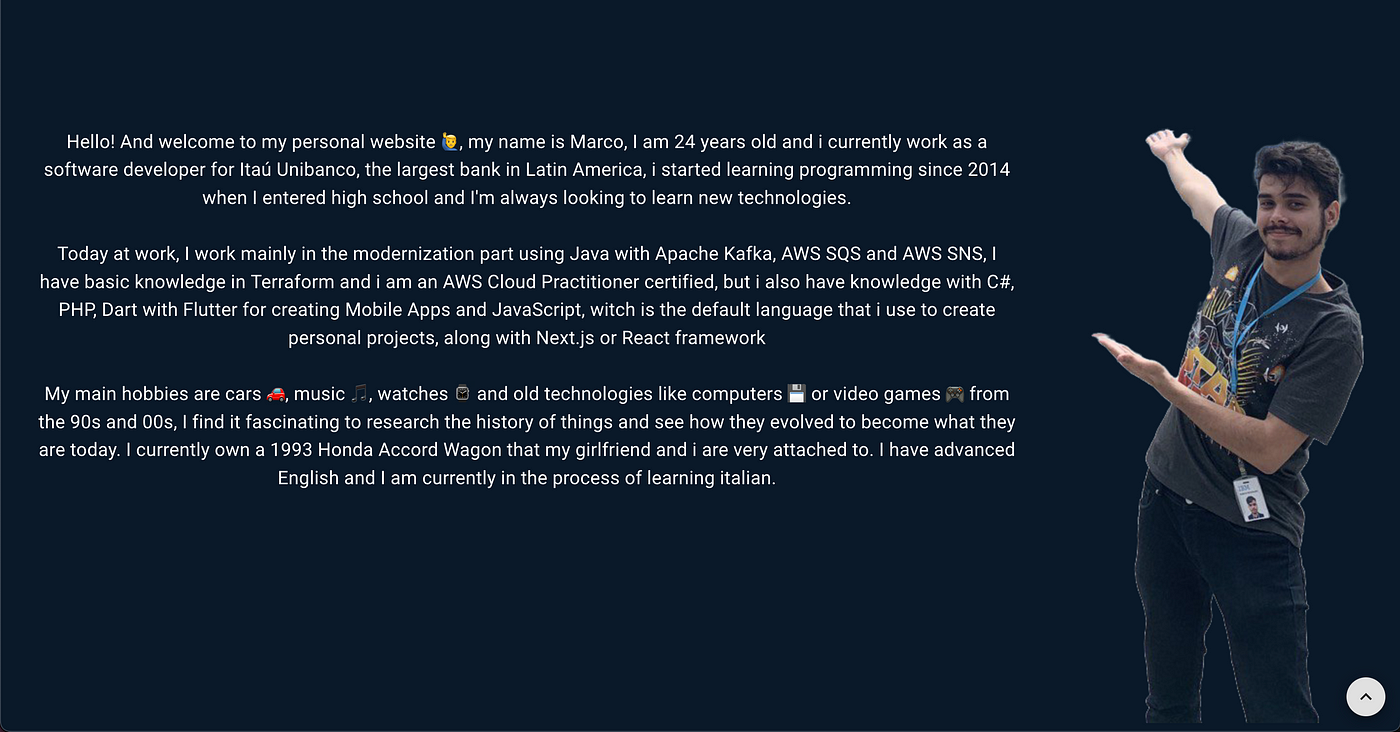 Hello! And welcome to my personal website 🙋‍♂️, my name is Marco, I am 24 years old and i currently work as a
software developer for Itaú Unibanco, the largest bank in Latin America, i started learning programming since 2014
when I entered high school and I'm always looking to learn new technologies.
Today at work, I work mainly in the modernization part using Java with Apache Kafka, AWS SQS and AWS SNS, I
have basic knowledge in Terraform and i am an AWS Cloud Practitioner certified, but i also have knowledge with C#,
PHP, Dart with Flutter for creating Mobile Apps and JavaScript, witch is the default language that i use to create
personal projects, along with Next.js or React framework
My main hobbies are cars 🚗, music 🎵, watches ⌚ and old technologies like computers 💾 or video games 🎮 from
the 90s and 00s, I find it fascinating to research the history of things and see how they evolved to become what they
are today. I currently own a 1993 Honda Accord Wagon that my girlfriend and i are very attached to. I have advanced
English and I am currently in the process of learning italian.